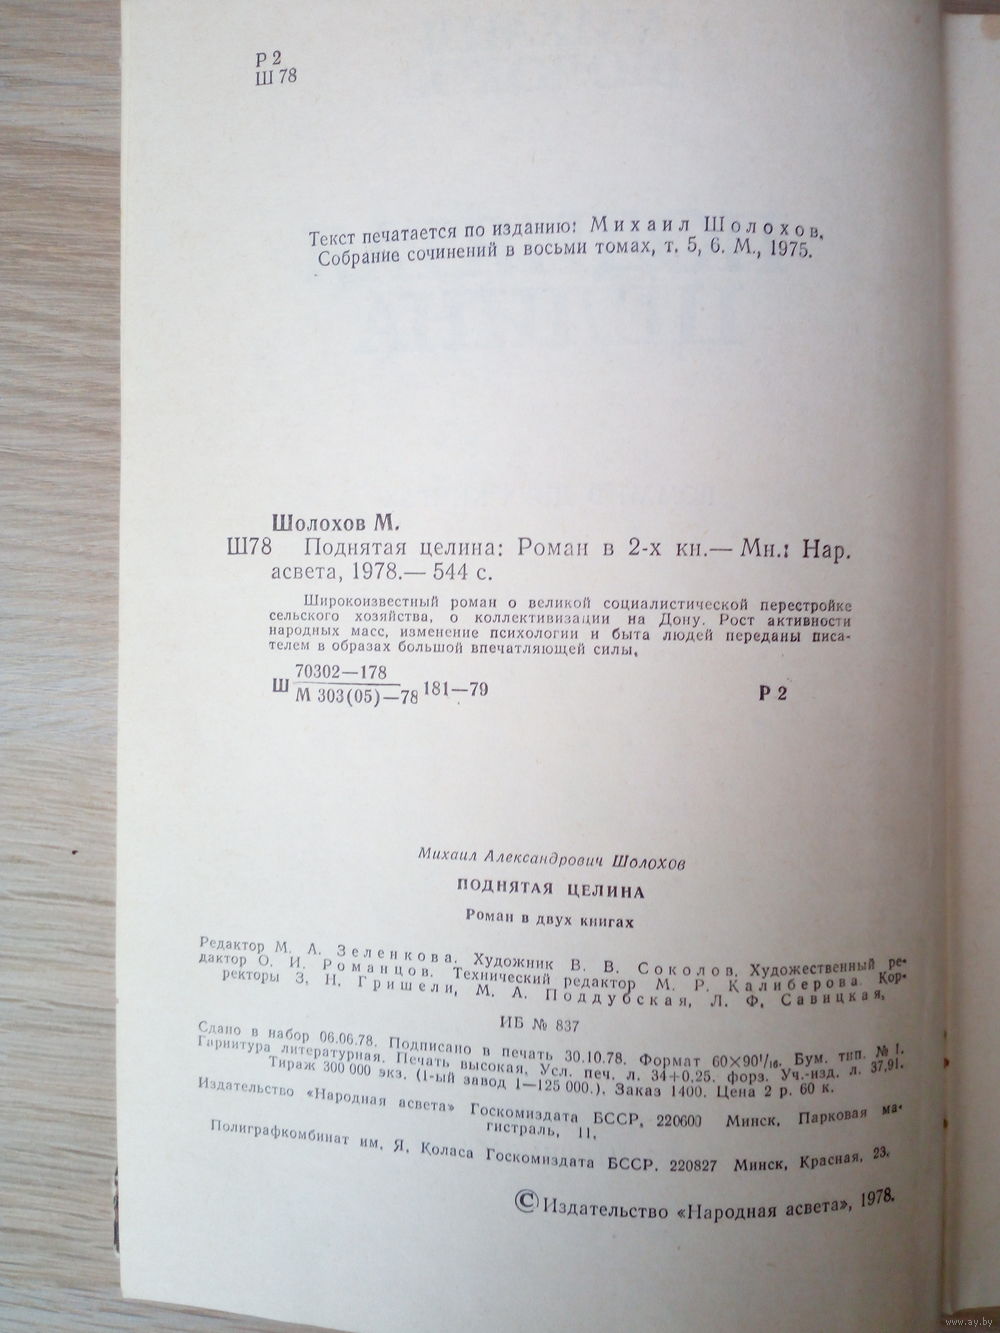 Р 2
Ш 78
Текст печатается по изданию: Михаил Шолохов,
Собрание сочинений в восьми томах, т. 5, 6. М., 1975.
Шолохов М.
Ш78 Поднятая целина: Роман в 2-х кн.— Мн.: Нар.
асвета, 1978.— 544 с.
Широкоизвестный роман о великой социалистической перестройке
сельского хозяйства, о коллективизации на Дону. Рост активности
народных масс, изменение психологии и быта людей переданы писа-
телем в образах большой впечатляющей силы.
70302—178
Ш М 303(05)—78 181—79 Р 2
Михаил Александрович Шолохов
ПОДНЯТАЯ ЦЕЛИНА
Роман в двух книгах
Редактор М. А. Зеленкова. Художник В. В. Соколов. Художественный ре-
дактор О. И. Романцов. Технический редактор М. Р. Калиберова. Кор-
ректоры З. Н. Гришели, М. А. Поддубская, Л. Ф. Савицкая.
ИБ № 837
Сдано в набор 06.06.78. Подписано в печать 30.10.78. Формат 60×90¹/₁₆. Бум. тип. № 1.
Гарнитура литературная. Печать высокая. Усл. печ. л. 34+0,25. форз. Уч.-изд. л. 37,91.
Тираж 300 000 экз. (1-ый завод 1—125 000.). Заказ 1400. Цена 2 р. 60 к.
Издательство «Народная асвета» Госкомиздата БССР, 220600 Минск, Парковая ма-
гистраль, 11.
Полиграфкомбинат им. Я. Коласа Госкомиздата БССР. 220827 Минск, Красная, 23.
© Издательство «Народная асвета», 1978.
www.ay.by